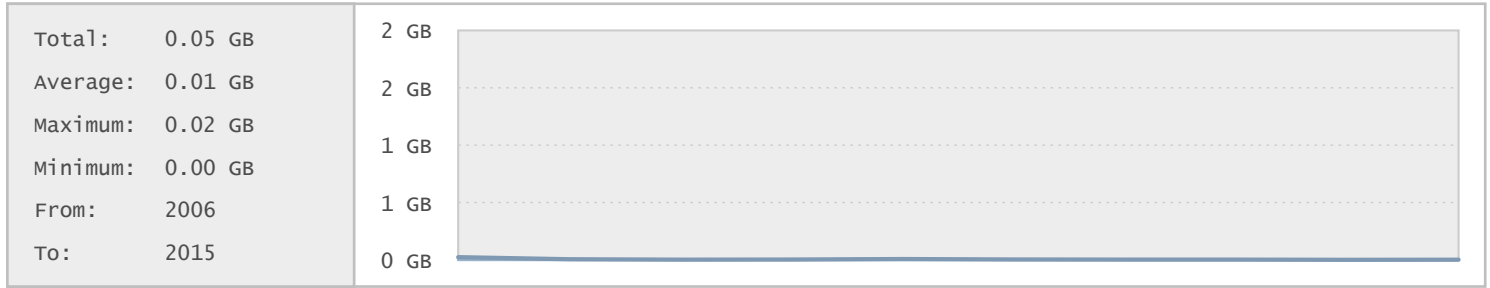 Total: 0.05 GB
Average: 0.01 GB
Maximum: 0.02 GB
Minimum: 0.00 GB
From: 2006
To: 2015
2 GB
2 GB
1 GB
1 GB
0 GB